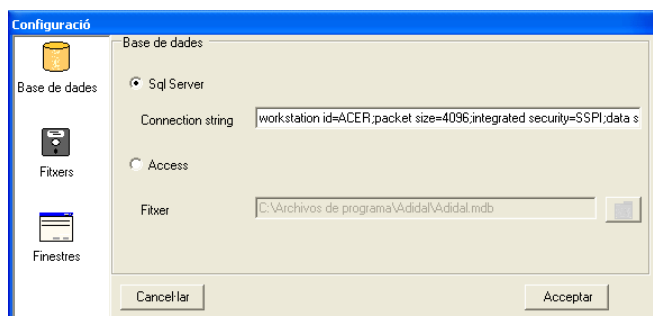 Configuració
Base de dades
Base de dades
Sql Server
Connection string workstation id=ACER;packet size=4096;integrated security=SSPI;data s
Fitxers
Access
Fitxer C:\Archivos de programa\Adidal\Adidal.mdb
Finestres
Cancel·lar Acceptar